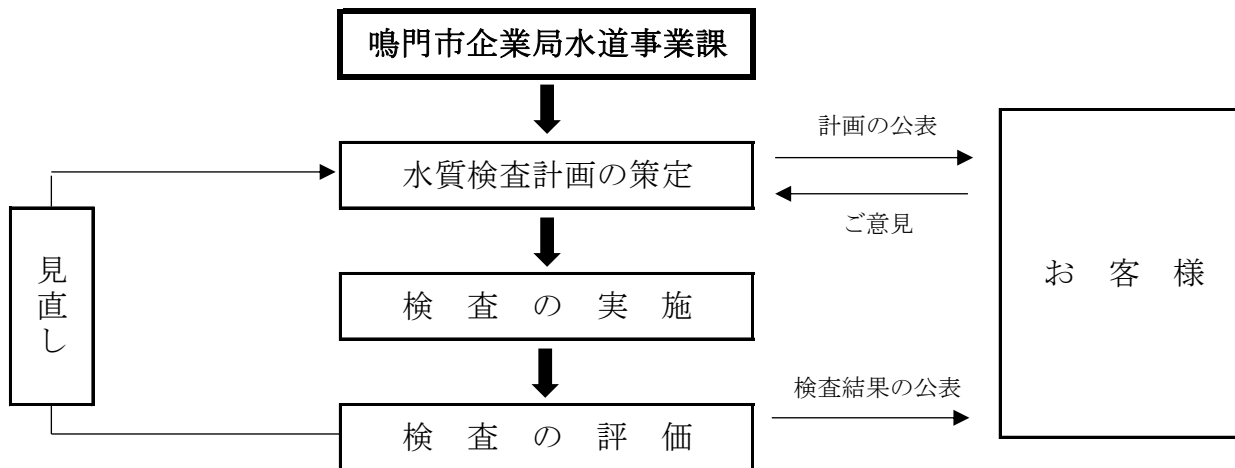 鳴門市企業局水道事業課
計画の公表
水質検査計画の策定
ご意見
見直し
お客様
検査の実施
検査結果の公表
検査の評価